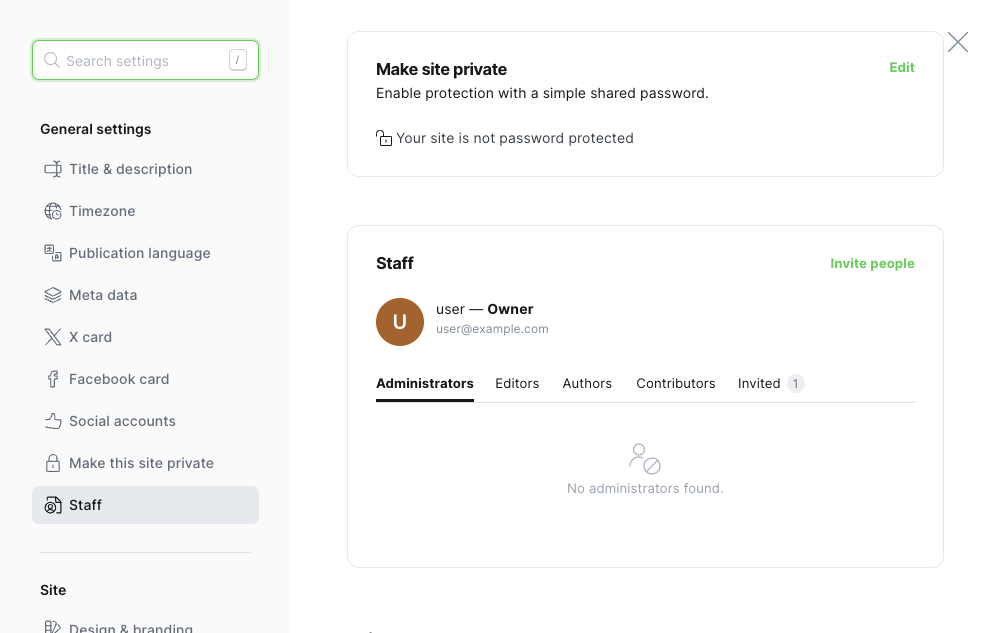 Search settings /
General settings
Title & description
Timezone
Publication language
Meta data
X card
Facebook card
Social accounts
Make this site private
Staff
Site
Design & branding
Make site private
Edit
Enable protection with a simple shared password.
Your site is not password protected
Staff
Invite people
U
user — Owner
user@example.com
Administrators Editors Authors Contributors Invited 1
No administrators found.